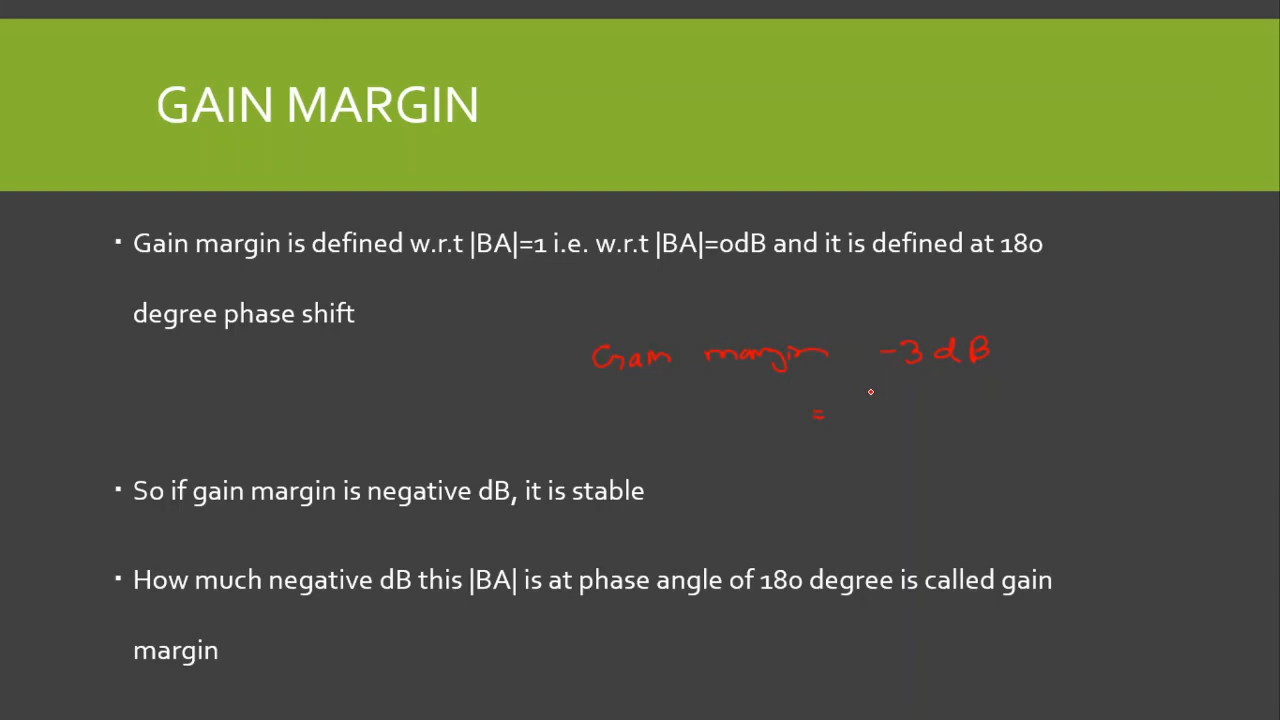 GAIN MARGIN
▪ Gain margin is defined w.r.t |BA|=1 i.e. w.r.t |BA|=0dB and it is defined at 180
degree phase shift
Gain margin -3 dB
=
▪ So if gain margin is negative dB, it is stable
▪ How much negative dB this |BA| is at phase angle of 180 degree is called gain
margin